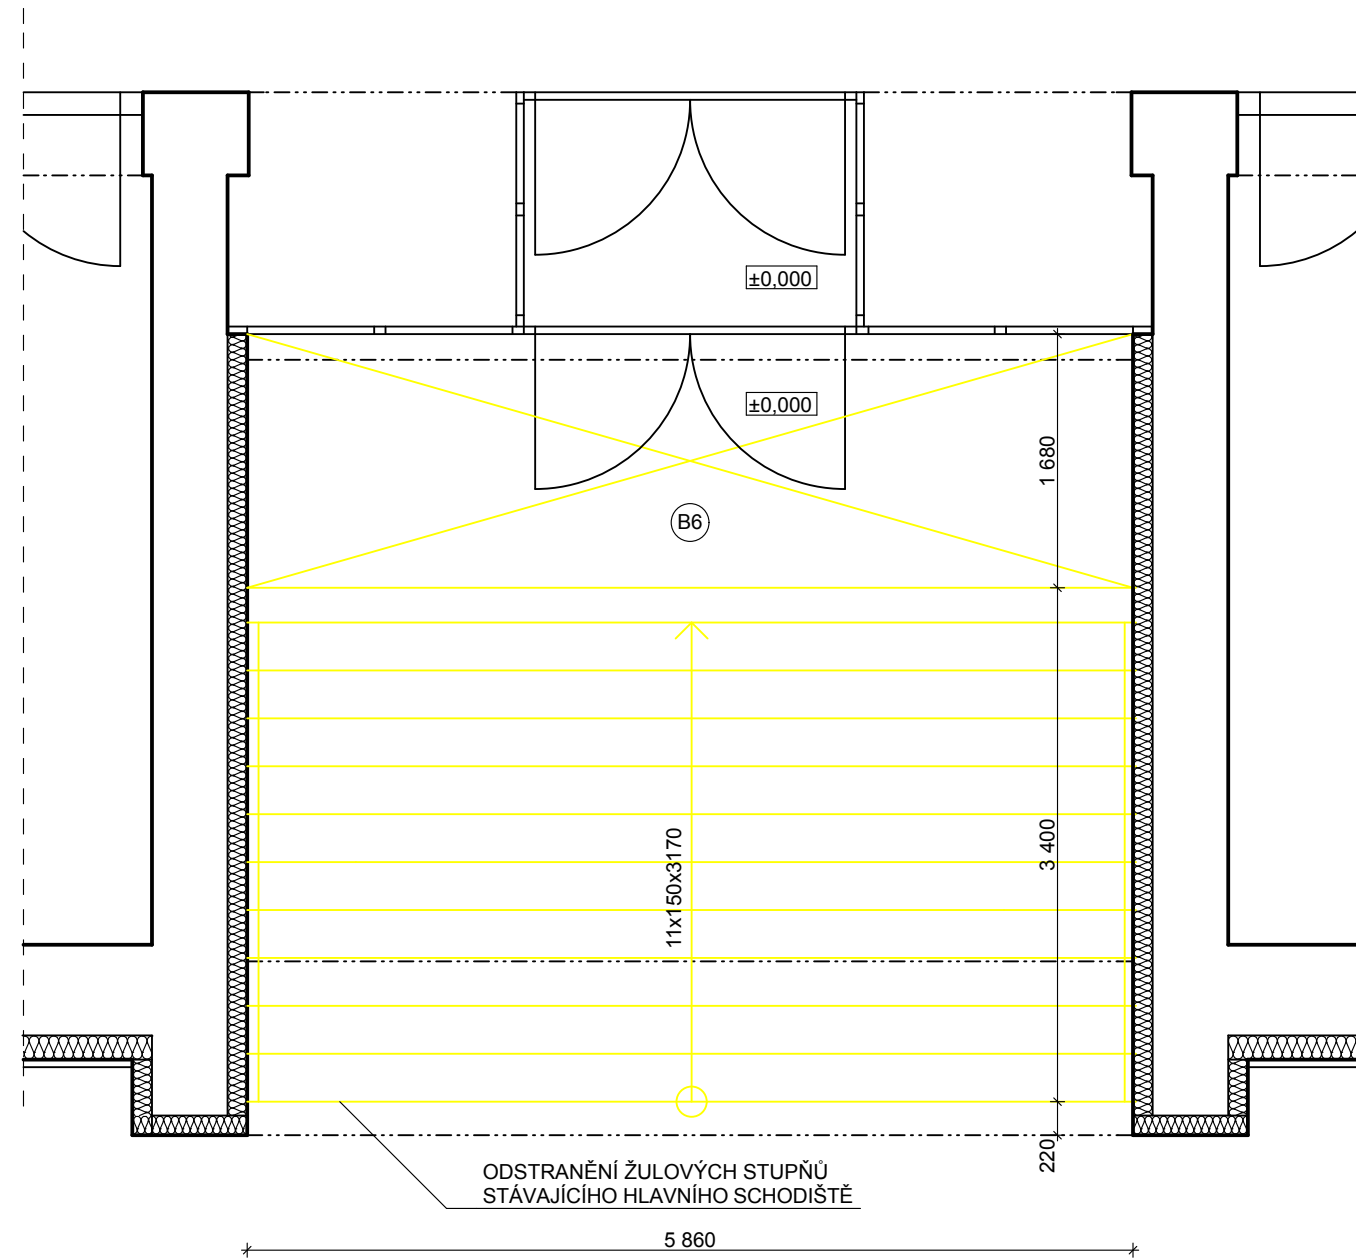 ±0,000
±0,000
1 680
B6
11x150x3170
3 400
220
ODSTRANĚNÍ ŽULOVÝCH STUPŇŮ
STÁVAJÍCÍHO HLAVNÍHO SCHODIŠTĚ
5 860